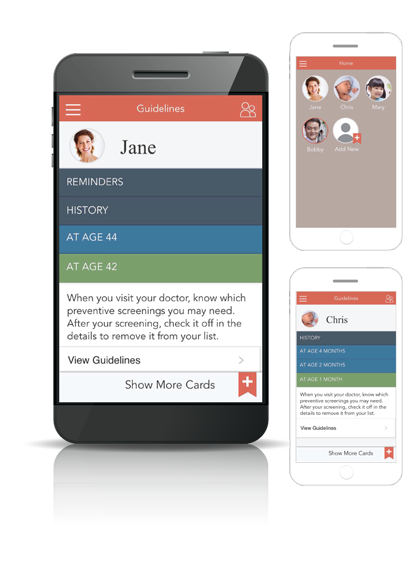 Guidelines
Jane
REMINDERS
HISTORY
AT AGE 44
AT AGE 42
When you visit your doctor, know which
preventive screenings you may need.
After your screening, check it off in the
details to remove it from your list.
View Guidelines
Show More Cards
Home
Jane Chris Mary
Bobby Add New
Guidelines
Chris
HISTORY
AT AGE 4 MONTHS
AT AGE 2 MONTHS
AT AGE 1 MONTH
When you visit your doctor, know which
preventive screenings you may need.
After your screening, check it off in the
details to remove it from your list.
View Guidelines
Show More Cards